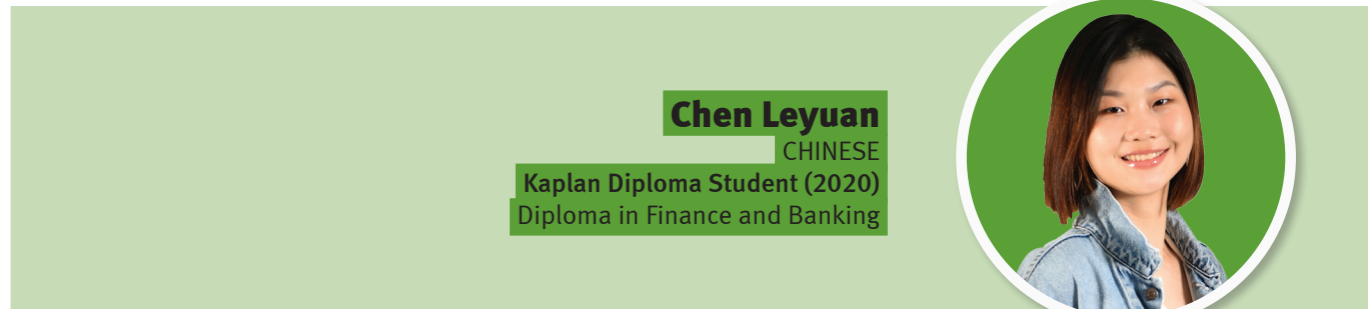 Chen Leyuan
CHINESE
Kaplan Diploma Student (2020)
Diploma in Finance and Banking